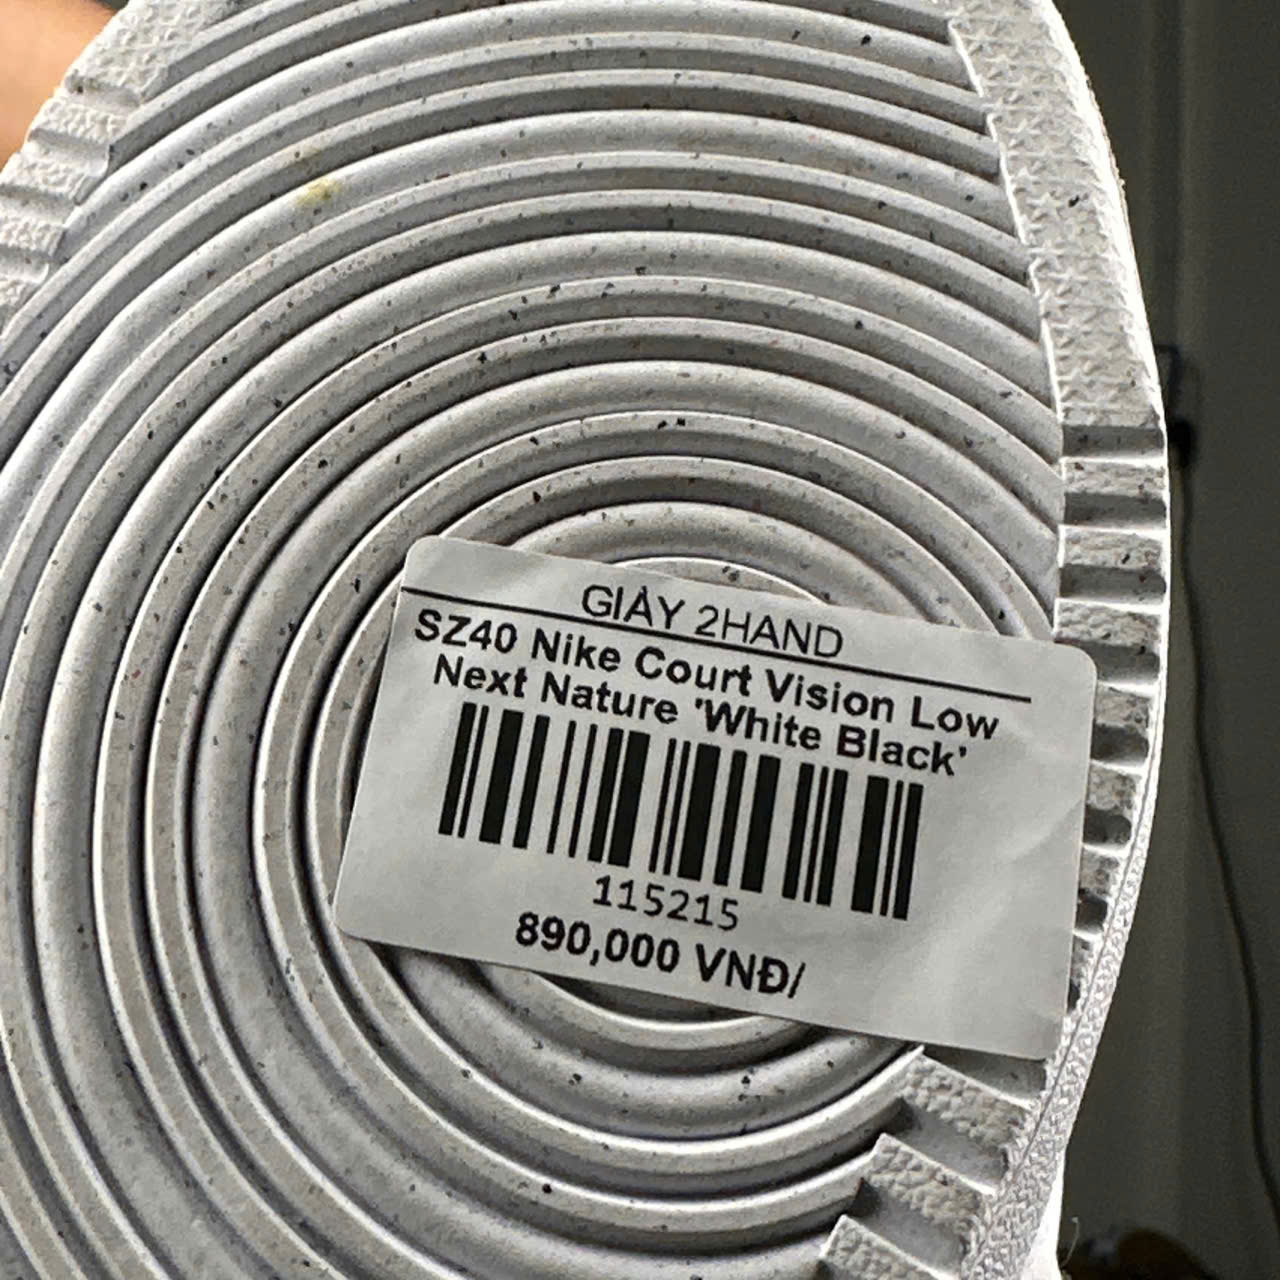 GIÀY 2HAND
SZ40 Nike Court Vision Low
Next Nature 'White Black'
115215
890,000 VNĐ/